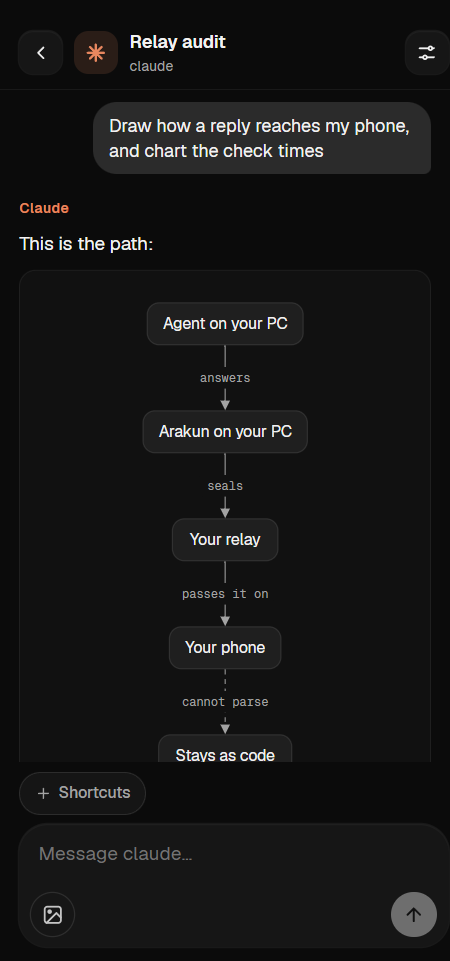 Relay audit
claude
Draw how a reply reaches my phone,
and chart the check times
Claude
This is the path:
Agent on your PC
answers
Arakun on your PC
seals
Your relay
passes it on
Your phone
cannot parse
Stays as code
Shortcuts
Message claude...